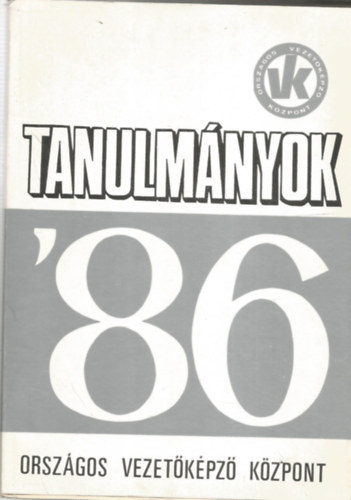 ORSZÁGOS VEZETŐKÉPZŐ KÖZPONT
VK
TANULMÁNYOK
'86
ORSZÁGOS VEZETŐKÉPZŐ KÖZPONT